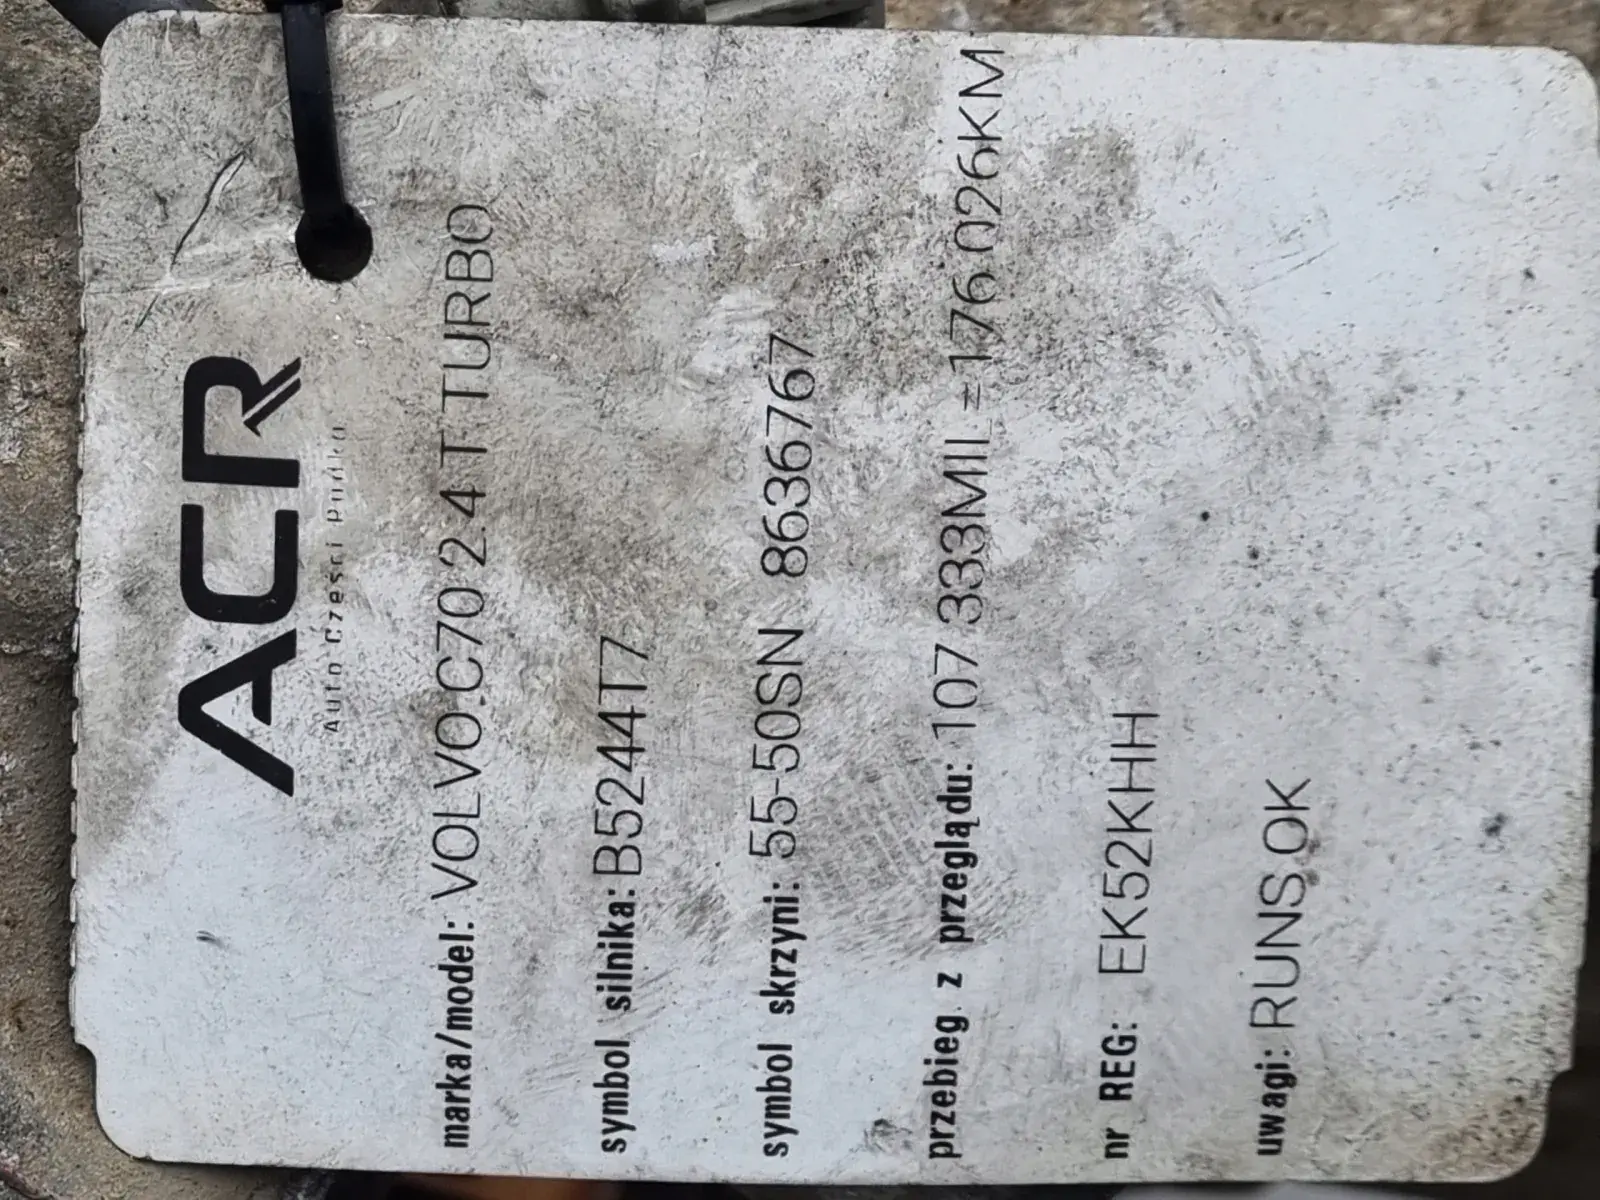 ACR
Auto Części Pudłو
marka/model: VOLVO C70 2.4 T TURBO
symbol silnika: B5244T7
symbol skrzyni: 55-50SN 8636767
przebieg. z przeglądu: 107 333MIL = 176 026KM
nr REG: EK52KHH
uwagi: RUNS OK